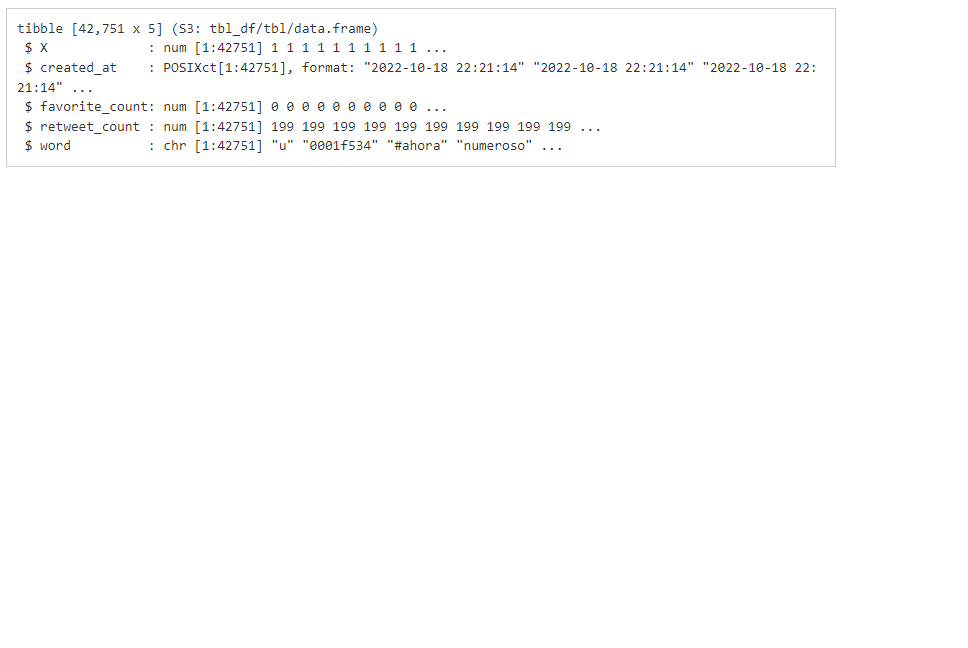 tibble [42,751 x 5] (S3: tbl_df/tbl/data.frame)
 $ X             : num [1:42751] 1 1 1 1 1 1 1 1 1 1 ...
 $ created_at    : POSIXct[1:42751], format: "2022-10-18 22:21:14" "2022-10-18 22:21:14" "2022-10-18 22:
21:14" ...
 $ favorite_count: num [1:42751] 0 0 0 0 0 0 0 0 0 0 ...
 $ retweet_count : num [1:42751] 199 199 199 199 199 199 199 199 199 199 ...
 $ word          : chr [1:42751] "u" "0001f534" "#ahora" "numeroso" ...